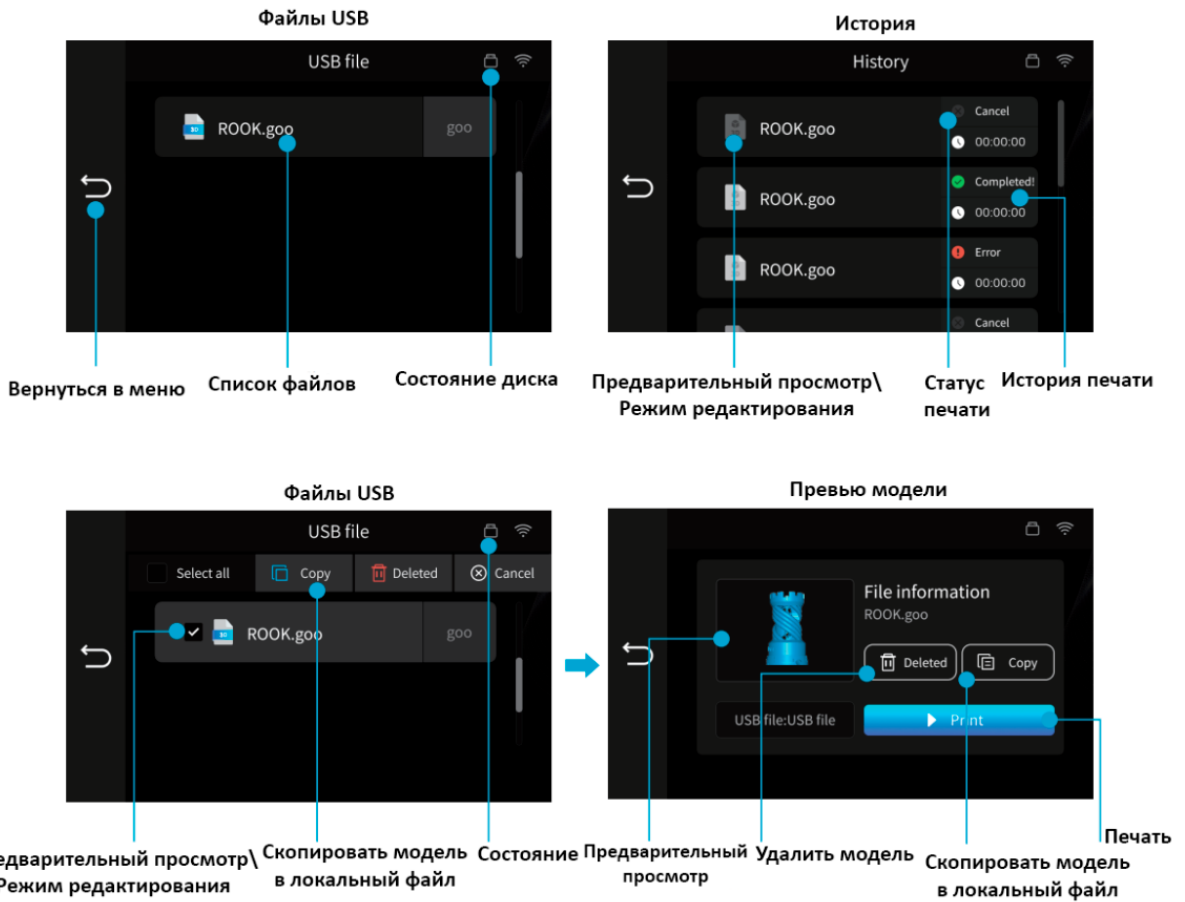 Файлы USB
USB file
ROOK.goo
goo
Вернуться в меню
Список файлов
Состояние диска
История
History
ROOK.goo
Cancel
00:00:00
ROOK.goo
Completed!
00:00:00
ROOK.goo
Error
00:00:00
Cancel
Предварительный просмотр\
Режим редактирования
Статус
печати
История печати
Файлы USB
USB file
Select all
Copy
Deleted
Cancel
ROOK.goo
goo
едварительный просмотр\
Режим редактирования
Скопировать модель
в локальный файл
Состояние
Превью модели
File information
ROOK.goo
Deleted
Copy
USB file:USB file
Print
Предварительный
просмотр
Удалить модель
Скопировать модель
в локальный файл
Печать